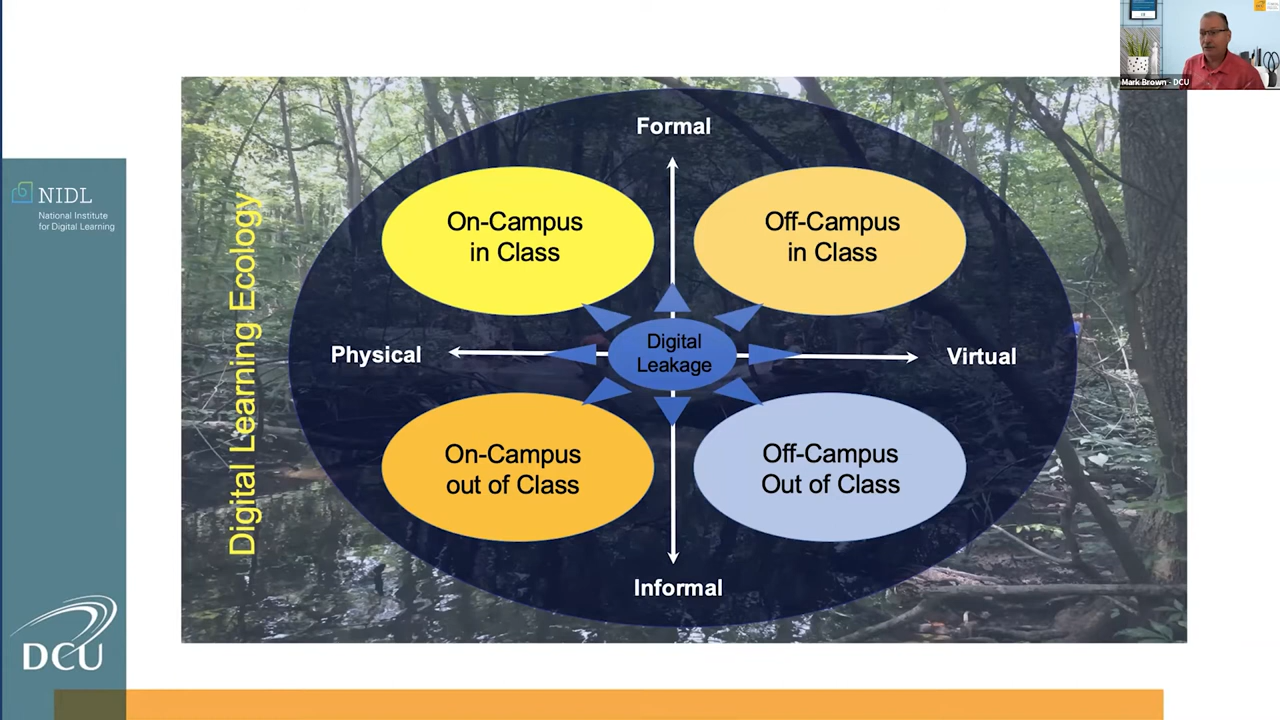 Mark Brown - DCU
NIDL
National Institute
for Digital Learning
Digital Learning Ecology
Formal
On-Campus
in Class
Off-Campus
in Class
Physical
Digital
Leakage
Virtual
On-Campus
out of Class
Off-Campus
Out of Class
Informal
DCU